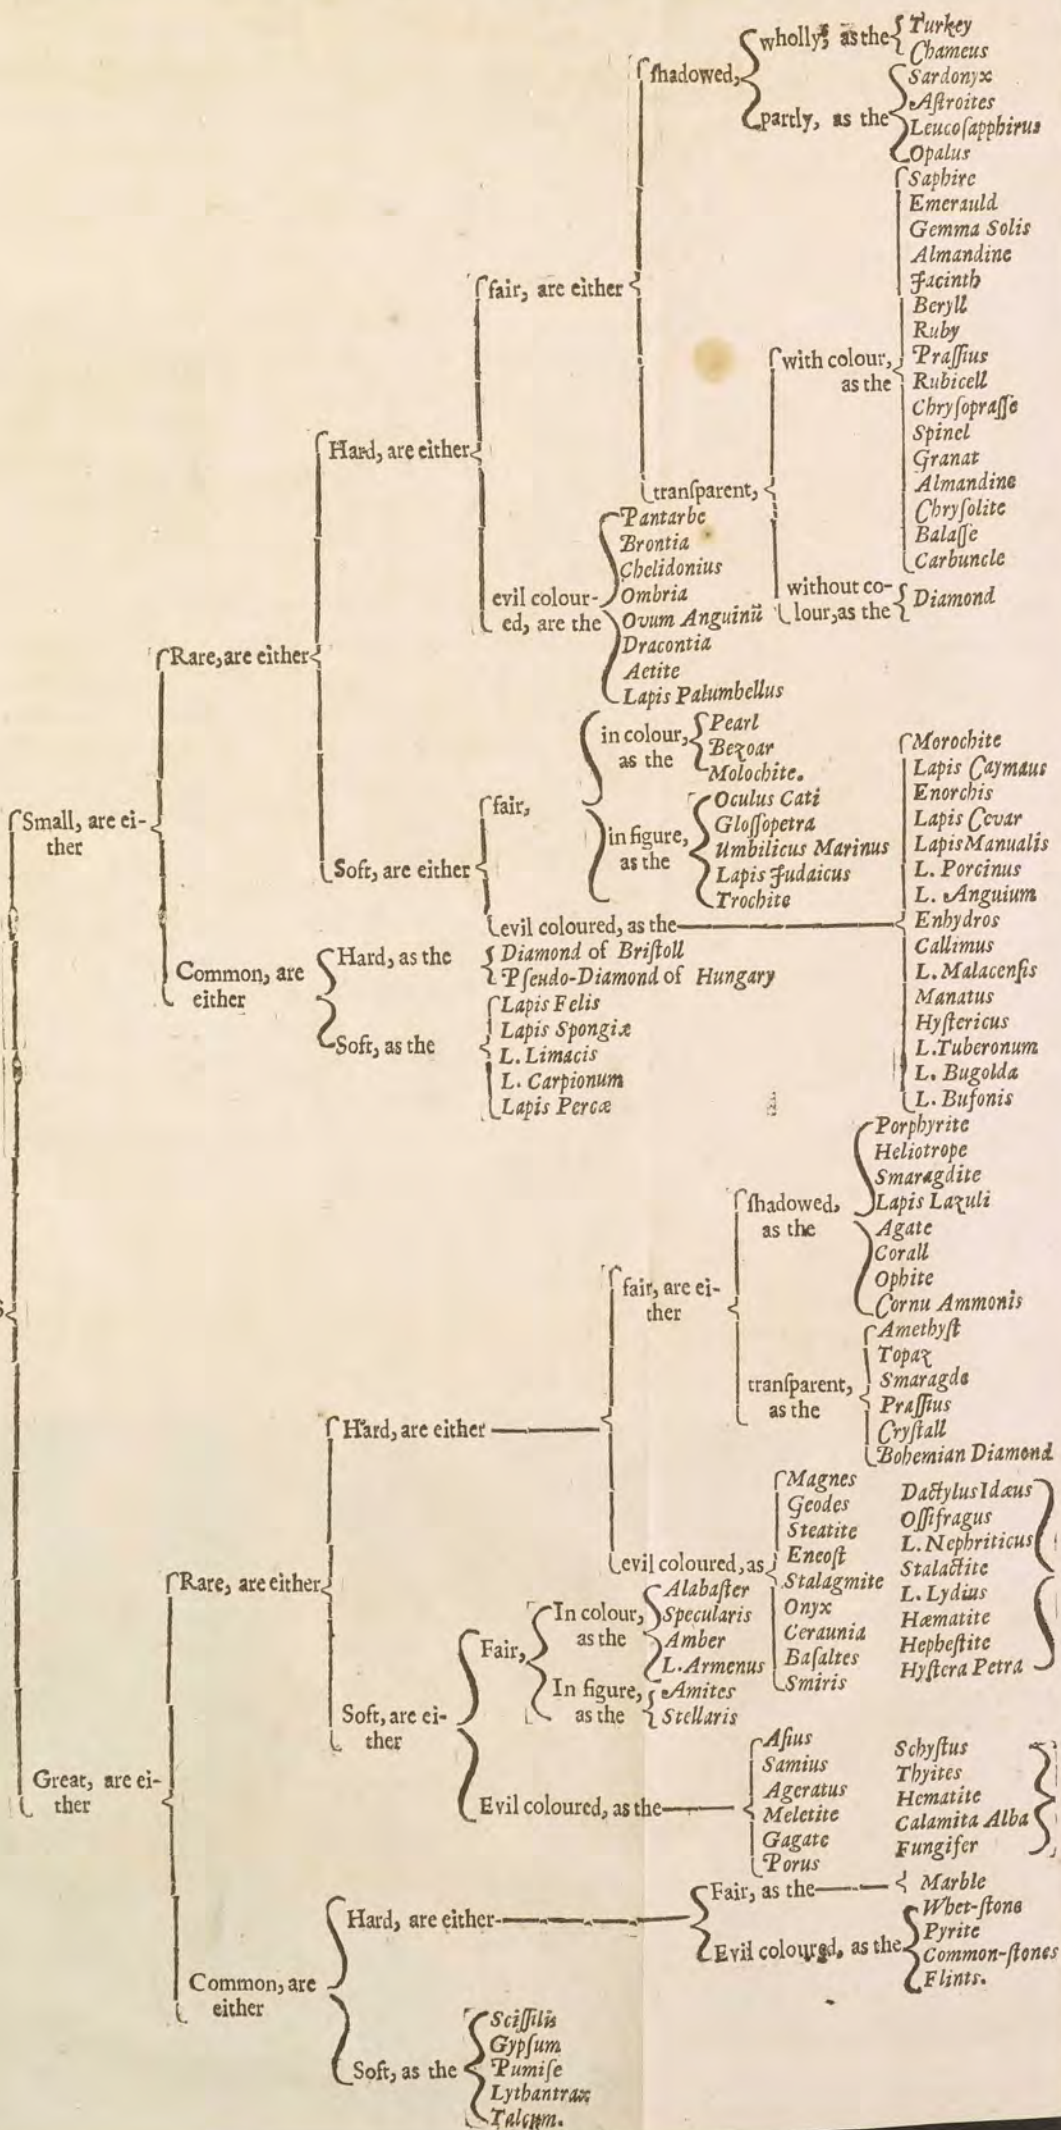 wholly, as the
Turkey
Chameus
ſhadowed,
partly, as the
Sardonyx
Aſtroites
Leucoſapphirus
Opalus
fair, are either
Saphire
Emerauld
Gemma Solis
Almandine
Jacinth
Beryll
Ruby
Praſſius
Rubicell
Chryſopraſſe
Spinel
Granat
Almandine
Chryſolite
Balaſſe
Carbuncle
with colour,
as the
Hard, are either
tranſparent,
without co-
lour, as the
Diamond
evil colour-
ed, are the
Pantarbe
Brontia
Chelidonius
Ombria
Ovum Anguinũ
Dracontia
Aetite
Lapis Palumbellus
Rare, are either
in colour,
as the
Pearl
Bezoar
Molochite.
Small, are ei-
ther
fair,
in figure,
as the
Oculus Cati
Gloſſopetra
Umbilicus Marinus
Lapis Judaicus
Trochite
Soft, are either
evil coloured, as the
Morochite
Lapis Caymaus
Enorchis
Lapis Cevar
Lapis Manualis
L. Porcinus
L. Anguium
Enhydros
Callimus
L. Malacenſis
Manatus
Hyſtericus
L. Tuberonum
L. Bugolda
L. Bufonis
Common, are
either
Hard, as the
Diamond of Briſtoll
Pſeudo-Diamond of Hungary
Soft, as the
Lapis Felis
Lapis Spongiæ
L. Limacis
L. Carpionum
Lapis Percæ
ſhadowed,
as the
Porphyrite
Heliotrope
Smaragdite
Lapis Lazuli
Agate
Corall
Ophite
Cornu Ammonis
s
fair, are ei-
ther
tranſparent,
as the
Amethyſt
Topaz
Smaragde
Praſſius
Cryſtall
Bohemian Diamond
Hard, are either
evil coloured, as
Magnes
Geodes
Steatite
Eneoſt
Stalagmite
Onyx
Ceraunia
Baſaltes
Smiris
Dactylus Idæus
Oſſifragus
L. Nephriticus
Stalactite
L. Lydius
Hæmatite
Hepheſtite
Hyſtera Petra
Rare, are either
Fair,
In colour,
as the
Alabaſter
Specularis
Amber
L. Armenus
In figure,
as the
Amites
Stellaris
Soft, are ei-
ther
Evil coloured, as the
Aſius
Samius
Ageratus
Meletite
Gagate
Porus
Schyſtus
Thyites
Hematite
Calamita Alba
Fungifer
Great, are ei-
ther
Hard, are either
Fair, as the
Marble
Evil coloured, as the
Whet-ſtone
Pyrite
Common-ſtones
Flints.
Common, are
either
Soft, as the
Sciſſilis
Gypſum
Pumiſe
Lythantrax
Talcum.